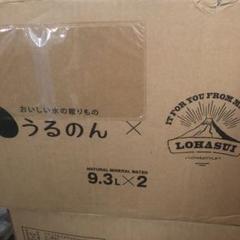 おいしい水の贈りもの
うるのん ×
IT FOR YOU FROM
LOHASUI
NATURAL MINERAL WATER
9.3L×2